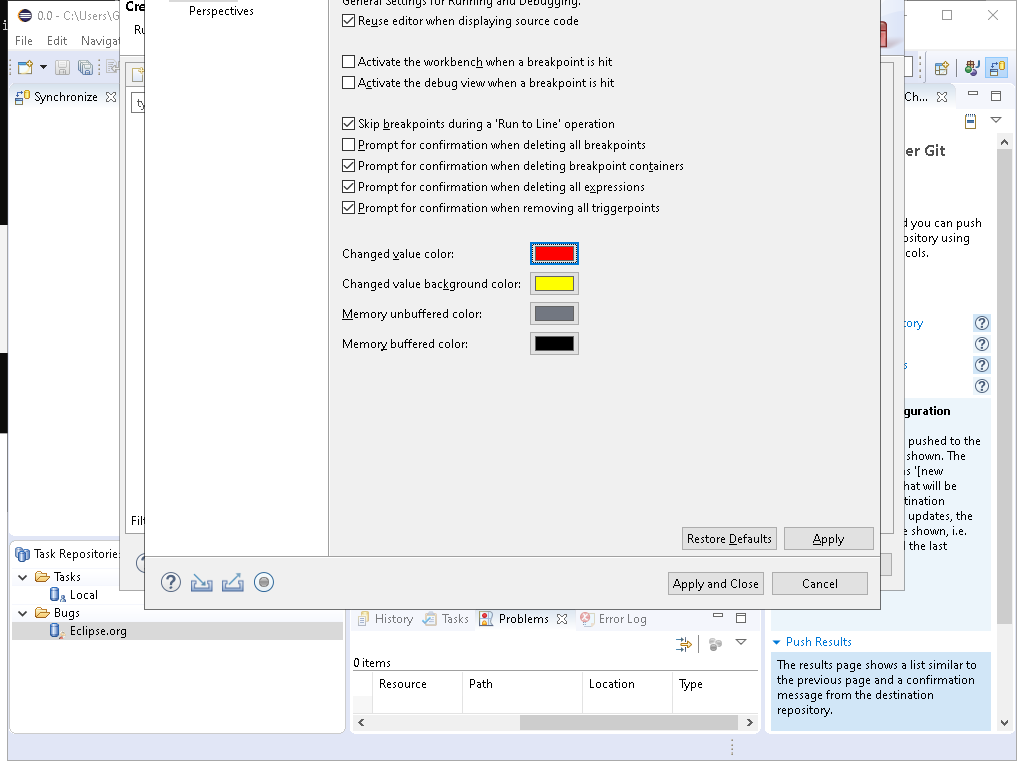 0.0 - C:\Users\G
Cre
Perspectives
General Settings for Running and Debugging.
File Edit Navigat
Ru
Reuse editor when displaying source code
Activate the workbench when a breakpoint is hit
Activate the debug view when a breakpoint is hit
Synchronize
ty
Ch...
Skip breakpoints during a 'Run to Line' operation
Prompt for confirmation when deleting all breakpoints
Prompt for confirmation when deleting breakpoint containers
Prompt for confirmation when deleting all expressions
Prompt for confirmation when removing all triggerpoints
er Git
d you can push
ository using
cols.
Changed value color:
Changed value background color:
Memory unbuffered color:
Memory buffered color:
tory
s
guration
pushed to the
shown. The
s '[new
hat will be
tination
updates, the
e shown, i.e.
d the last
Filt
Restore Defaults Apply
Apply and Close Cancel
Task Repositorie
Tasks
Local
Bugs
Eclipse.org
History Tasks Problems Error Log
0 items
Resource Path Location Type
Push Results
The results page shows a list similar to
the previous page and a confirmation
message from the destination
repository.